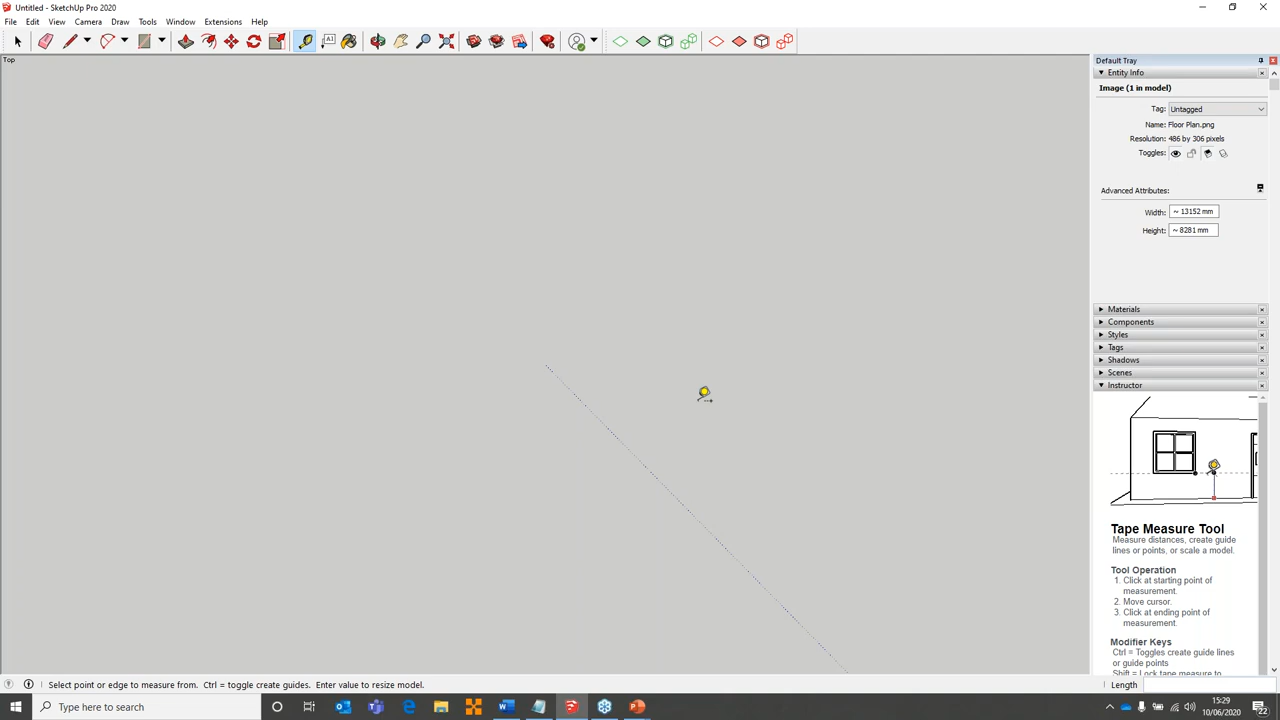 Untitled - SketchUp Pro 2020
File Edit View Camera Draw Tools Window Extensions Help
Top
Default Tray
Entity Info
Image (1 in model)
Tag: Untagged
Name: Floor Plan.png
Resolution: 486 by 306 pixels
Toggles:
Advanced Attributes:
Width: ~ 13152 mm
Height: ~ 8281 mm
Materials
Components
Styles
Tags
Shadows
Scenes
Instructor
Tape Measure Tool
Measure distances, create guide
lines or points, or scale a model.
Tool Operation
1. Click at starting point of
measurement.
2. Move cursor.
3. Click at ending point of
measurement.
Modifier Keys
Ctrl = Toggles create guide lines
or guide points
Shift = Lock tape measure to
Select point or edge to measure from. Ctrl = toggle create guides. Enter value to resize model.
Length
Type here to search
15:29
10/06/2020
22